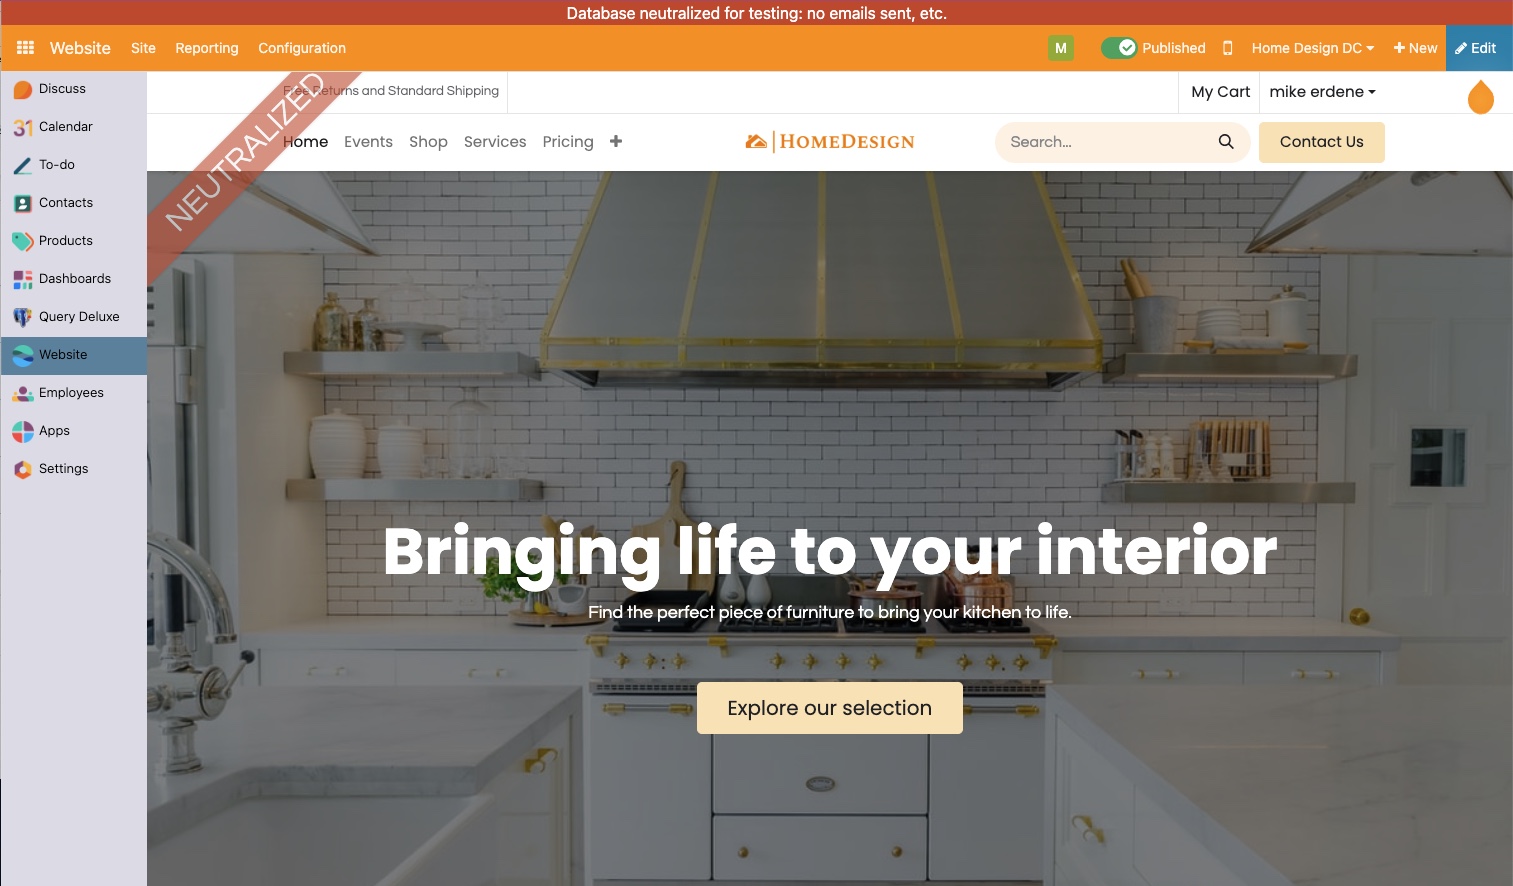 Database neutralized for testing: no emails sent, etc.
Website Site Reporting Configuration M Published Home Design DC + New Edit
Discuss
31 Calendar
To-do
Contacts
Products
Dashboards
Query Deluxe
Website
Employees
Apps
Settings
NEUTRALIZED
Free Returns and Standard Shipping My Cart mike erdene
Home Events Shop Services Pricing + HOMEDESIGN Search... Contact Us
Bringing life to your interior
Find the perfect piece of furniture to bring your kitchen to life.
Explore our selection